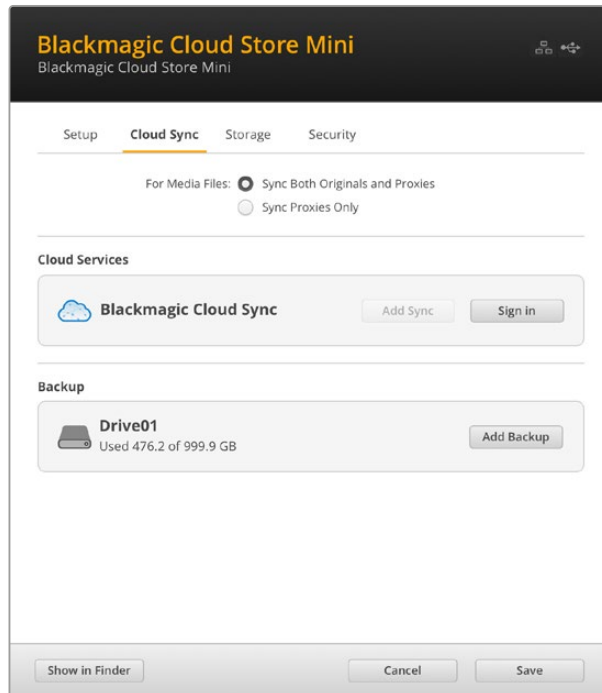 Blackmagic Cloud Store Mini
Blackmagic Cloud Store Mini
Setup Cloud Sync Storage Security
For Media Files: Sync Both Originals and Proxies
Sync Proxies Only
Cloud Services
Blackmagic Cloud Sync Add Sync Sign in
Backup
Drive01
Used 476.2 of 999.9 GB
Add Backup
Show in Finder Cancel Save